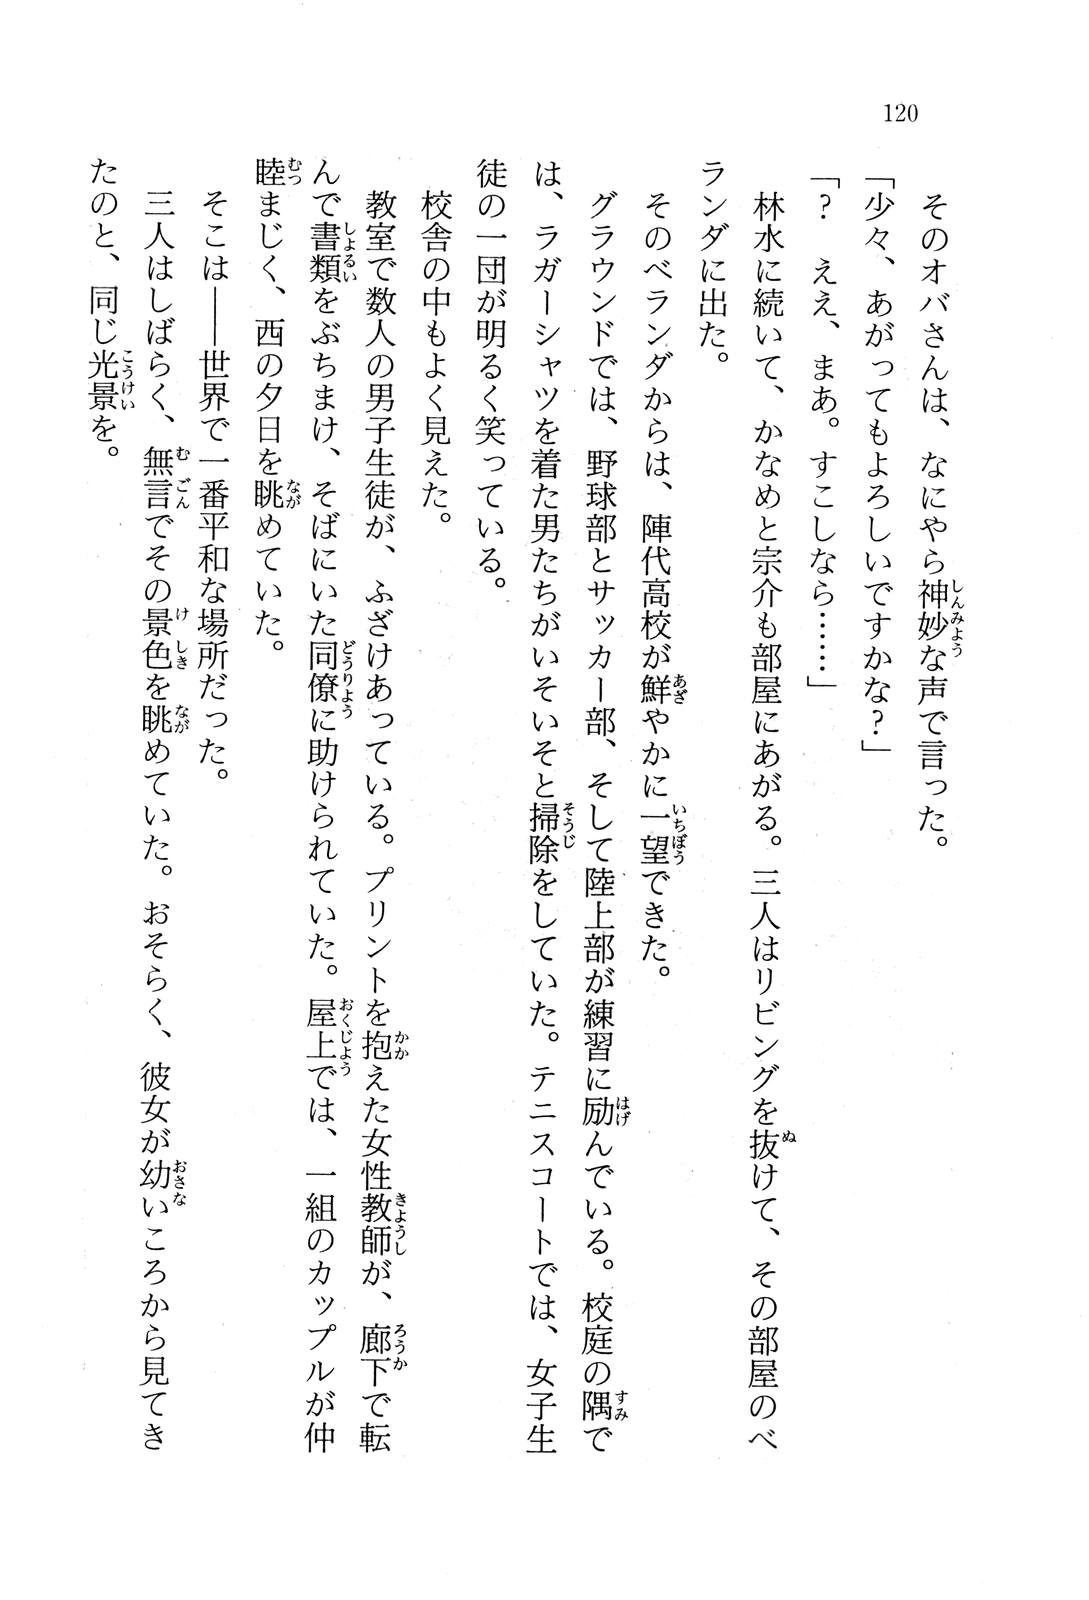 120
　そのオバさんは、なにやら神妙な声で言った。
「少々、あがってもよろしいですかな？」
「？　ええ、まあ。すこしなら……」
　林水に続いて、かなめと宗介も部屋にあがる。三人はリビングを抜けて、その部屋のベ
ランダに出た。
　そのベランダからは、陣代高校が鮮やかに一望できた。
　グラウンドでは、野球部とサッカー部、そして陸上部が練習に励んでいる。校庭の隅で
は、ラガーシャツを着た男たちがいそいそと掃除をしていた。テニスコートでは、女子生
徒の一団が明るく笑っている。
　校舎の中もよく見えた。
　教室で数人の男子生徒が、ふざけあっている。プリントを抱えた女性教師が、廊下で転
んで書類をぶちまけ、そばにいた同僚に助けられていた。屋上では、一組のカップルが仲
睦まじく、西の夕日を眺めていた。
　そこは――世界で一番平和な場所だった。
　三人はしばらく、無言でその景色を眺めていた。おそらく、彼女が幼いころから見てき
たのと、同じ光景を。